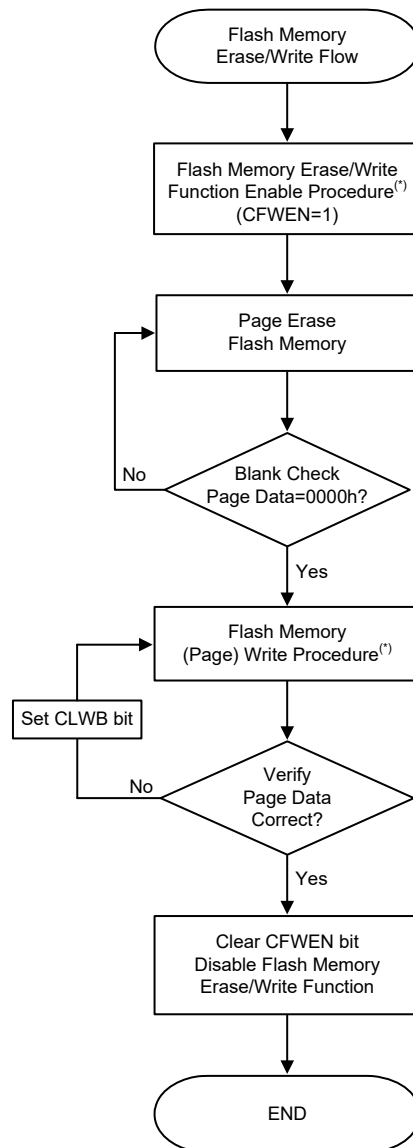 Flash Memory
Erase/Write Flow
Flash Memory Erase/Write
Function Enable Procedure(*)
(CFWEN=1)
Page Erase
Flash Memory
No
Blank Check
Page Data=0000h?
Yes
Flash Memory
(Page) Write Procedure(*)
Set CLWB bit
No
Verify
Page Data
Correct?
Yes
Clear CFWEN bit
Disable Flash Memory
Erase/Write Function
END